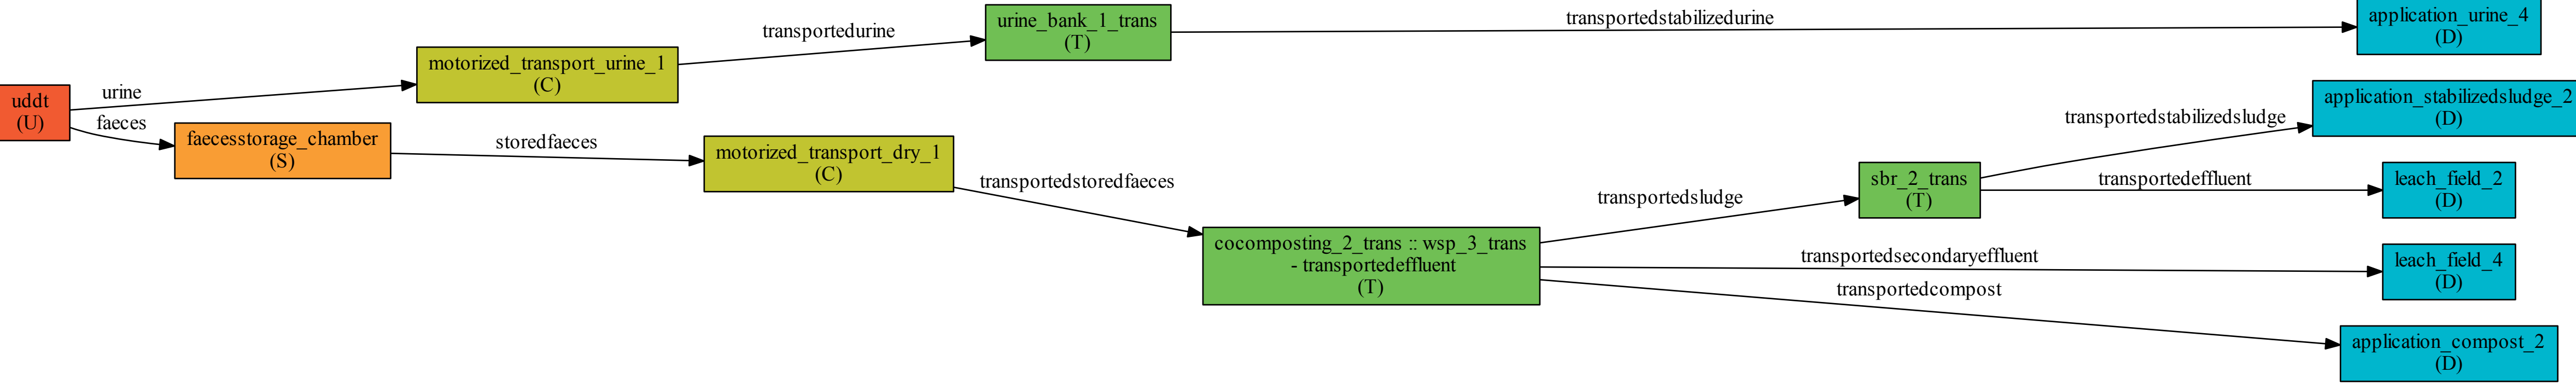 uddt
(U)
urine
faeces
motorized_transport_urine_1
(C)
faecesstorage_chamber
(S)
transportedurine
storedfaeces
urine_bank_1_trans
(T)
motorized_transport_dry_1
(C)
transportedstabilizedurine
transportedstoredfaeces
cocomposting_2_trans :: wsp_3_trans
- transportedeffluent
(T)
transportedsludge
transportedsecondaryeffluent
transportedcompost
sbr_2_trans
(T)
transportedstabilizedsludge
transportedeffluent
application_urine_4
(D)
application_stabilizedsludge_2
(D)
leach_field_2
(D)
leach_field_4
(D)
application_compost_2
(D)